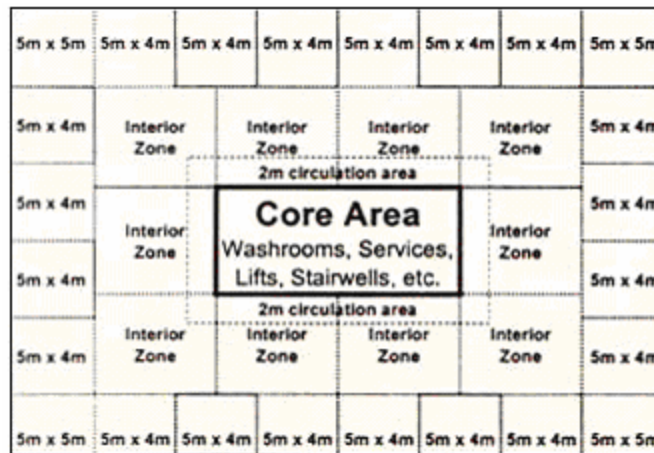 5m x 5m 5m x 4m 5m x 4m 5m x 4m 5m x 4m 5m x 4m 5m x 4m 5m x 5m
5m x 4m Interior Zone Interior Zone Interior Zone Interior Zone 5m x 4m
2m circulation area
5m x 4m Core Area 5m x 4m
Interior Zone Washrooms, Services, Interior Zone
5m x 4m Lifts, Stairwells, etc. 5m x 4m
2m circulation area
5m x 4m Interior Zone Interior Zone Interior Zone Interior Zone 5m x 4m
5m x 5m 5m x 4m 5m x 4m 5m x 4m 5m x 4m 5m x 4m 5m x 4m 5m x 5m